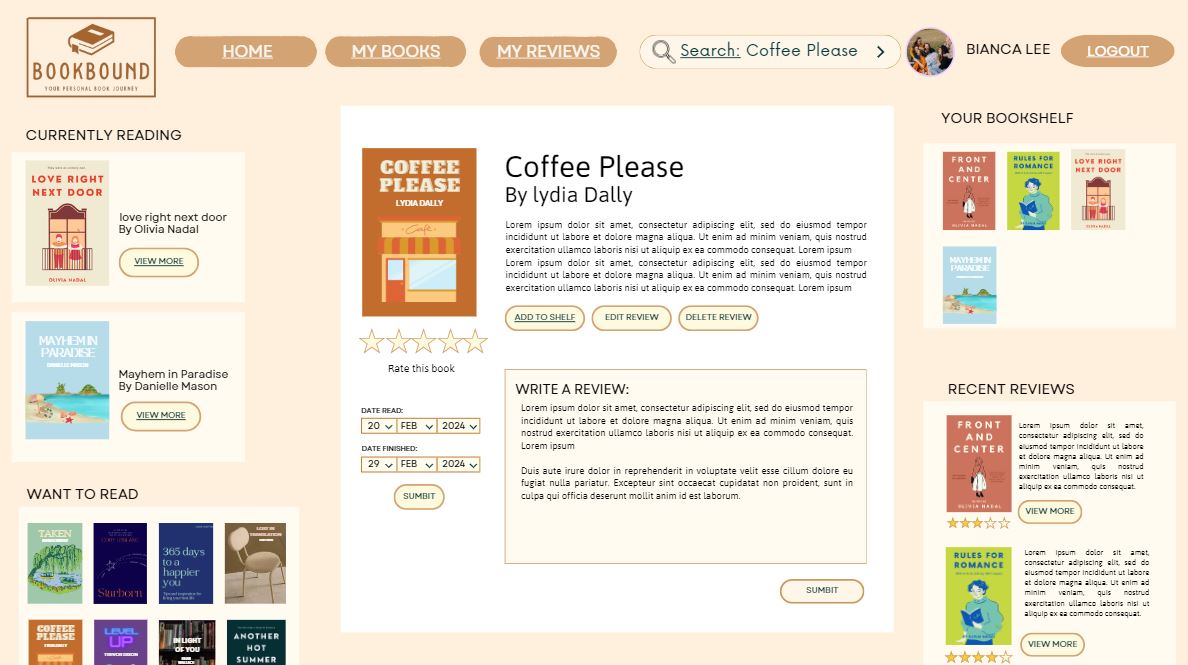 BOOKBOUND
YOUR PERSONAL BOOK JOURNEY
HOME
MY BOOKS
MY REVIEWS
Search: Coffee Please
BIANCA LEE
LOGOUT
CURRENTLY READING
LOVE RIGHT
NEXT DOOR
OLIVIA NADAL
love right next door
By Olivia Nadal
VIEW MORE
MAYHEM IN
PARADISE
DANIELLE MASON
Mayhem in Paradise
By Danielle Mason
VIEW MORE
WANT TO READ
TAKEN
Starborn
365 days
to a
happier
you
LOST IN
TRANSLATION
COFFEE
PLEASE
LEVEL
UP
IN LIGHT
OF YOU
ANOTHER
HOT
SUMMER
COFFEE
PLEASE
LYDIA DALLY
Cafe
Rate this book
DATE READ:
20 FEB 2024
DATE FINISHED:
29 FEB 2024
SUMBIT
Coffee Please
By lydia Dally
Lorem ipsum dolor sit amet, consectetur adipiscing elit, sed do eiusmod tempor
incididunt ut labore et dolore magna aliqua. Ut enim ad minim veniam, quis nostrud
exercitation ullamco laboris nisi ut aliquip ex ea commodo consequat. Lorem ipsum
Lorem ipsum dolor sit amet, consectetur adipiscing elit, sed do eiusmod tempor
incididunt ut labore et dolore magna aliqua. Ut enim ad minim veniam, quis nostrud
exercitation ullamco laboris nisi ut aliquip ex ea commodo consequat. Lorem ipsum
ADD TO SHELF
EDIT REVIEW
DELETE REVIEW
WRITE A REVIEW:
Lorem ipsum dolor sit amet, consectetur adipiscing elit, sed do eiusmod tempor
incididunt ut labore et dolore magna aliqua. Ut enim ad minim veniam, quis
nostrud exercitation ullamco laboris nisi ut aliquip ex ea commodo consequat.
Lorem ipsum
Duis aute irure dolor in reprehenderit in voluptate velit esse cillum dolore eu
fugiat nulla pariatur. Excepteur sint occaecat cupidatat non proident, sunt in
culpa qui officia deserunt mollit anim id est laborum.
SUMBIT
YOUR BOOKSHELF
FRONT
AND
CENTER
OLIVIA NADAL
RULES FOR
ROMANCE
LOVE RIGHT
NEXT DOOR
OLIVIA NADAL
MAYHEM IN
PARADISE
RECENT REVIEWS
FRONT
AND
CENTER
OLIVIA NADAL
Lorem ipsum dolor sit amet,
consectetur adipiscing elit, sed do
eiusmod tempor incididunt ut labore
et dolore magna aliqua. Ut enim ad
minim veniam, quis nostrud
exercitation ullamco laboris nisi ut
aliquip ex ea commodo consequat.
VIEW MORE
RULES FOR
ROMANCE
Lorem ipsum dolor sit amet,
consectetur adipiscing elit, sed do
eiusmod tempor incididunt ut labore
et dolore magna aliqua. Ut enim ad
minim veniam, quis nostrud
exercitation ullamco laboris nisi ut
aliquip ex ea commodo consequat.
VIEW MORE